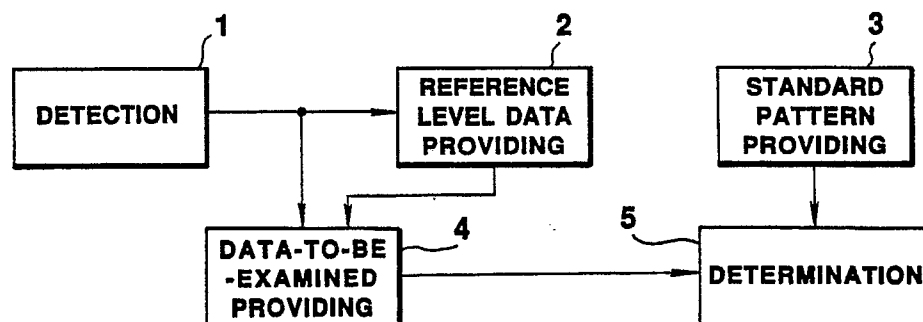 1
DETECTION
2
REFERENCE
LEVEL DATA
PROVIDING
3
STANDARD
PATTERN
PROVIDING
4
DATA-TO-BE
-EXAMINED
PROVIDING
5
DETERMINATION